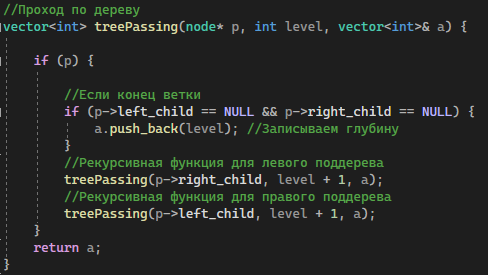 //Проход по дереву
vector<int> treePassing(node* p, int level, vector<int>& a) {
if (p) {
//Если конец ветки
if (p->left_child == NULL && p->right_child == NULL) {
a.push_back(level); //Записываем глубину
}
//Рекурсивная функция для левого поддерева
treePassing(p->right_child, level + 1, a);
//Рекурсивная функция для правого поддерева
treePassing(p->left_child, level + 1, a);
}
return a;
}